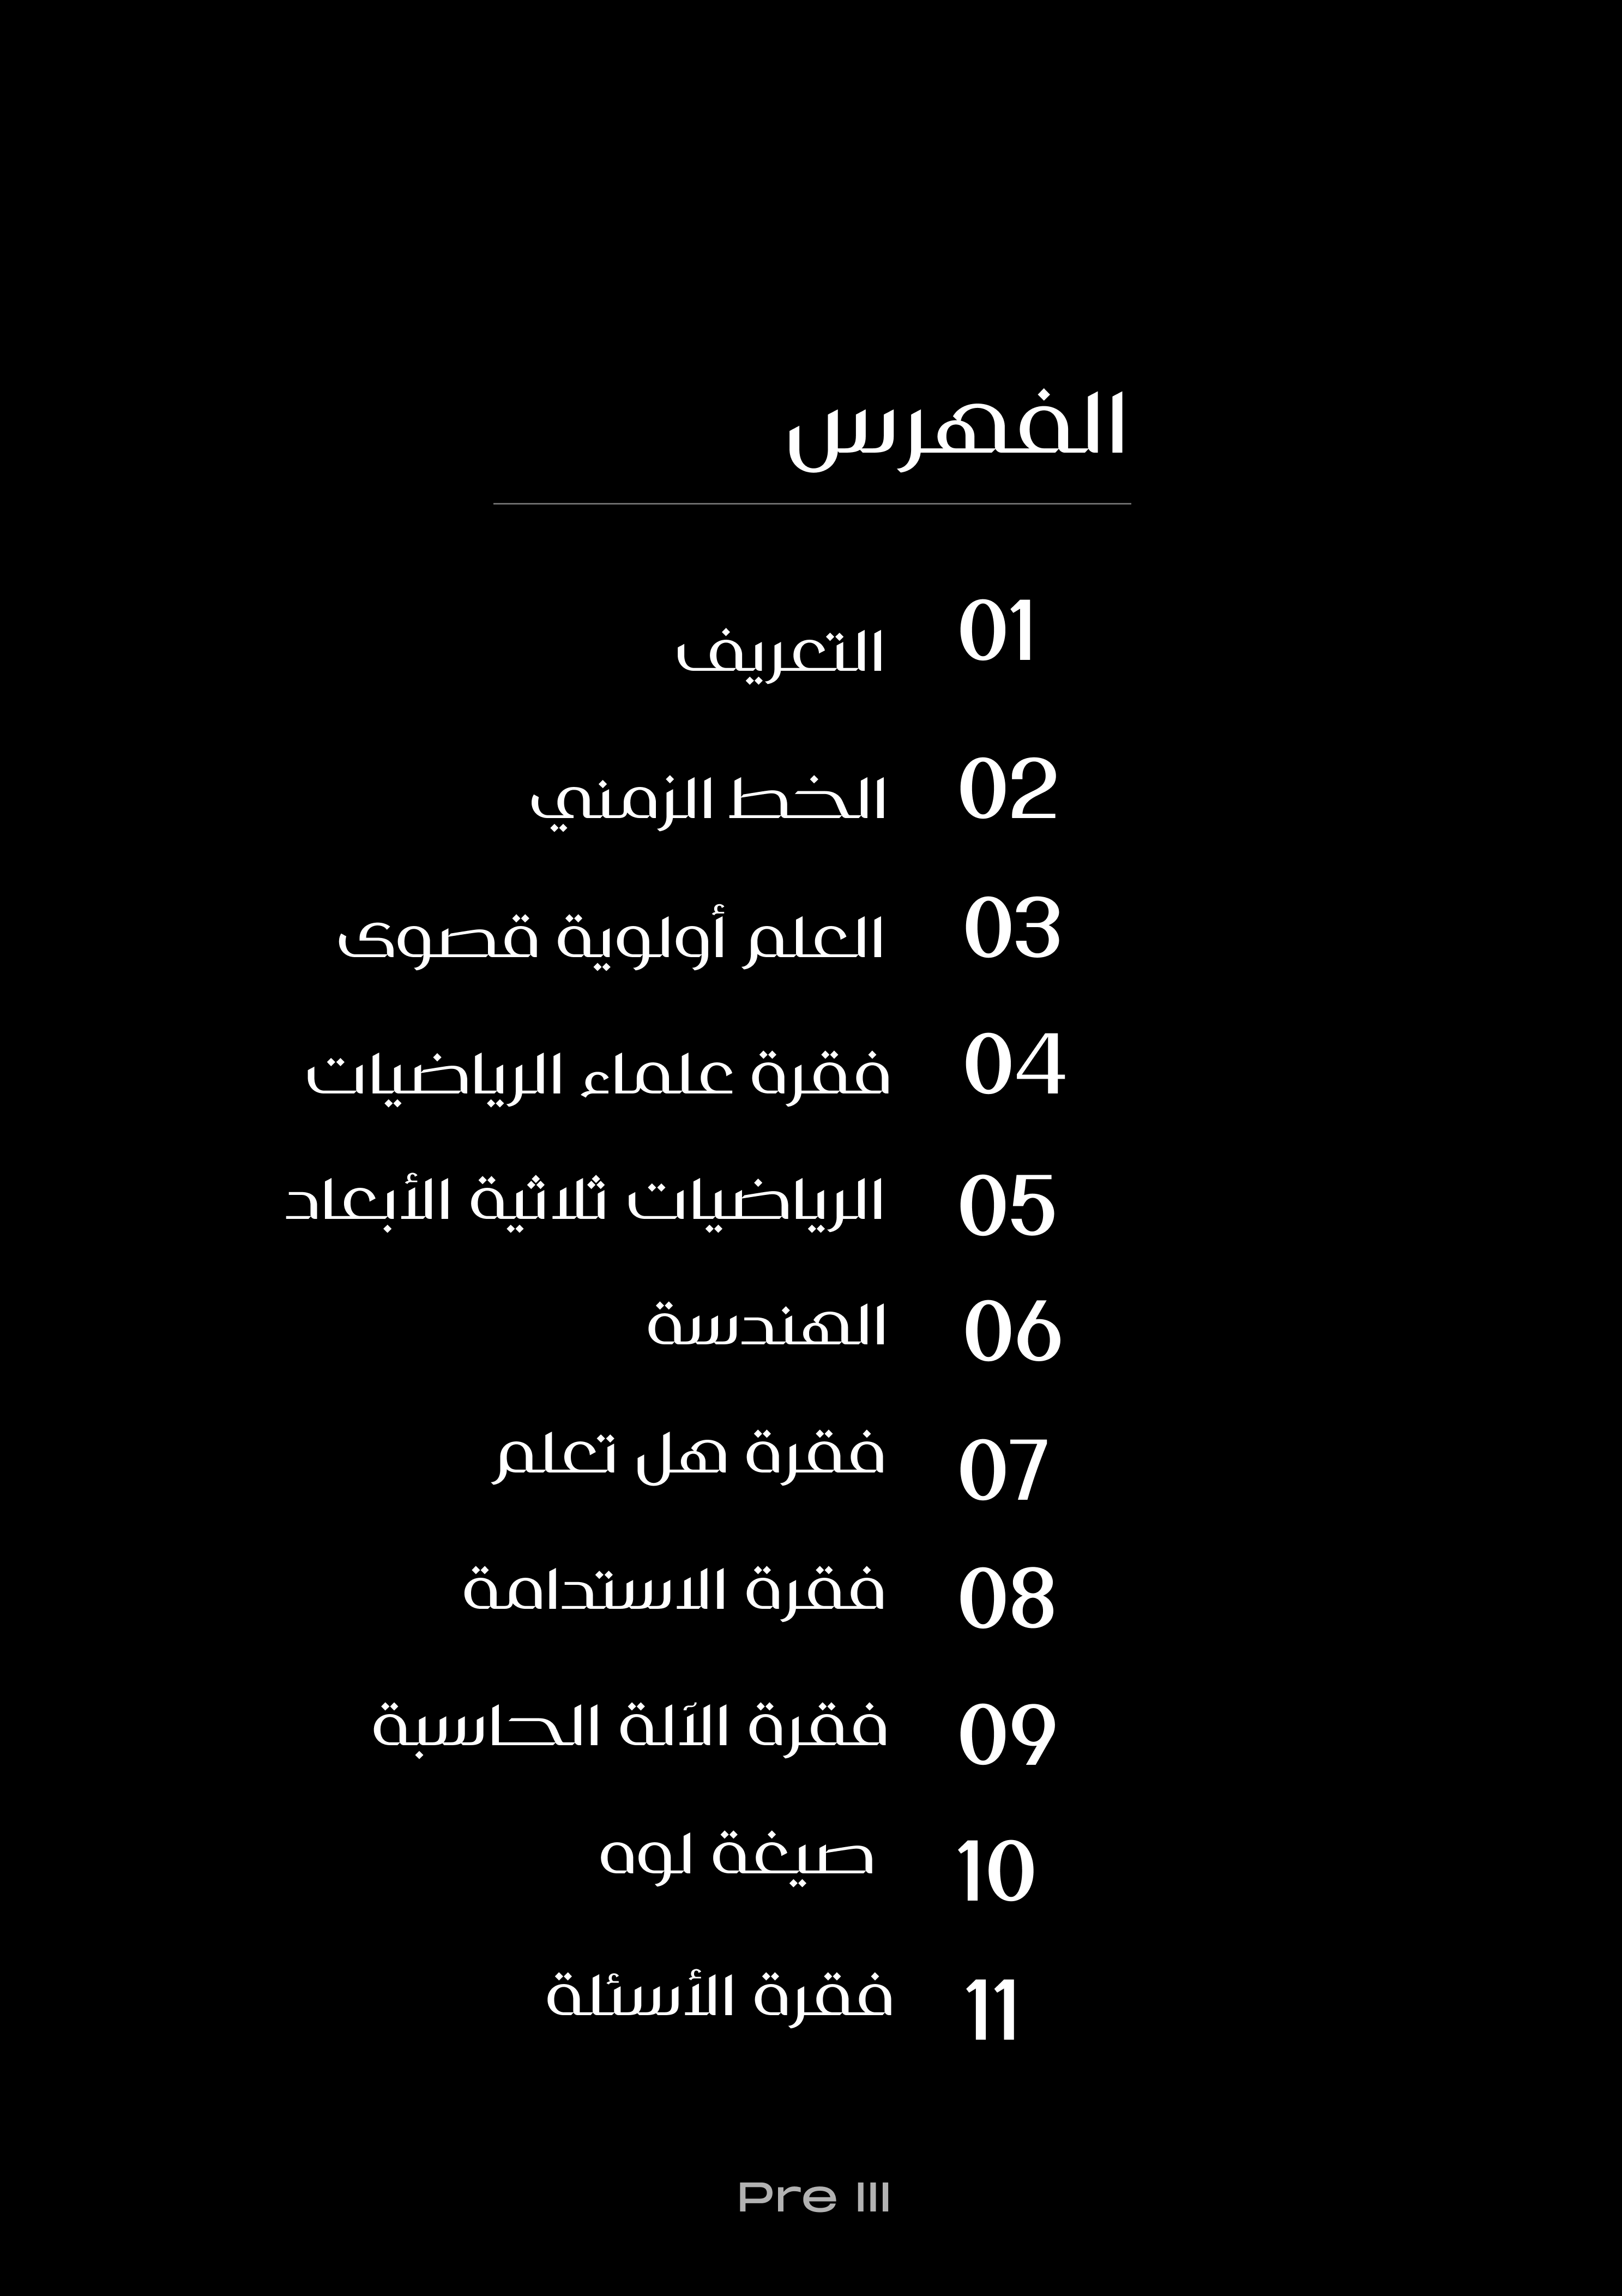 الفهرس
01 التعريف
02 الخط الزمني
03 العلم أولوية قصوى
04 فقرة علماء الرياضيات
05 الرياضيات ثلاثية الأبعاد
06 الهندسة
07 فقرة هل تعلم
08 فقرة الاستدامة
09 فقرة الآلة الحاسبة
10 صيغة لوه
11 فقرة الأسئلة
Pre III